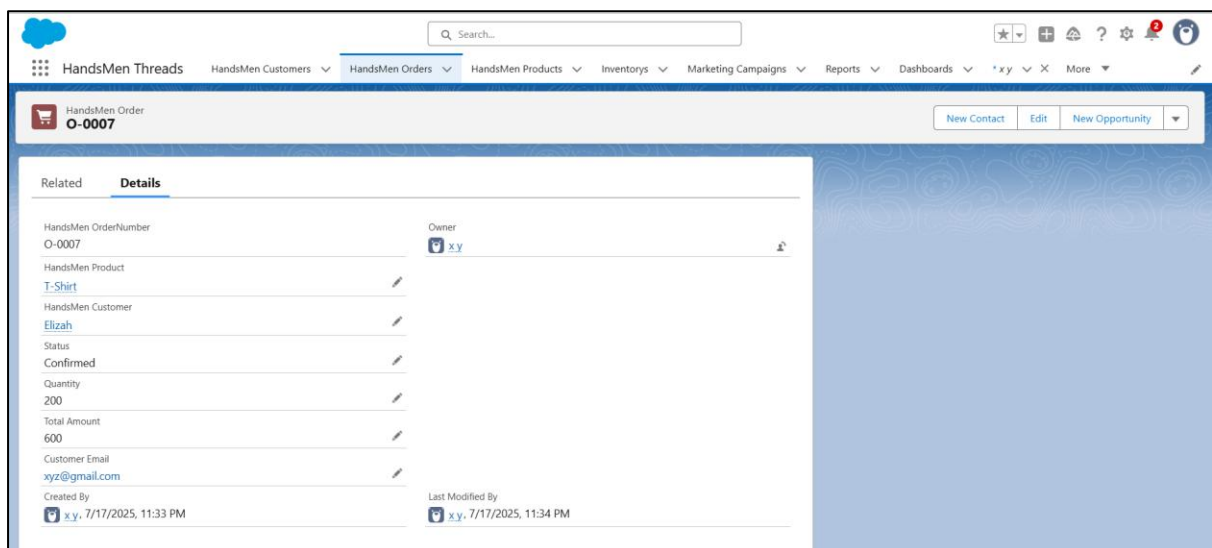 Search...
2
HandsMen Threads HandsMen Customers HandsMen Orders HandsMen Products Inventorys Marketing Campaigns Reports Dashboards * x y More
HandsMen Order
O-0007
New Contact Edit New Opportunity
Related Details
HandsMen OrderNumber
O-0007
Owner
x y
HandsMen Product
T-Shirt
HandsMen Customer
Elizah
Status
Confirmed
Quantity
200
Total Amount
600
Customer Email
xyz@gmail.com
Created By
x y, 7/17/2025, 11:33 PM
Last Modified By
x y, 7/17/2025, 11:34 PM